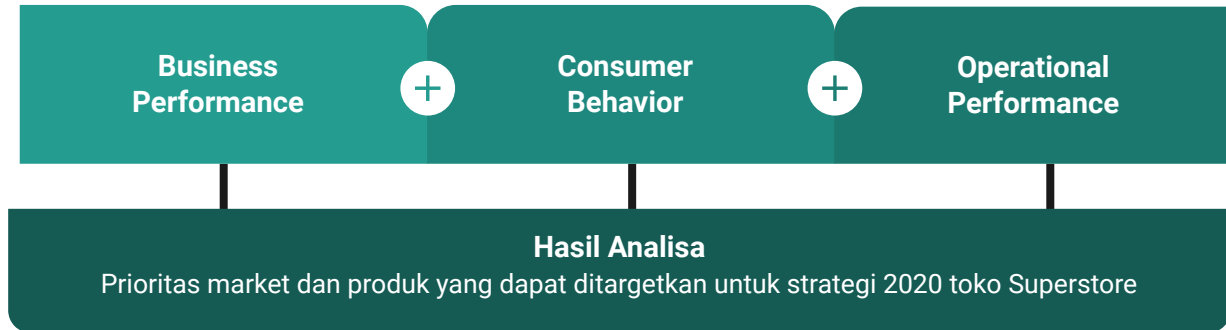 Business
Performance
+
Consumer
Behavior
+
Operational
Performance
Hasil Analisa
Prioritas market dan produk yang dapat ditargetkan untuk strategi 2020 toko Superstore